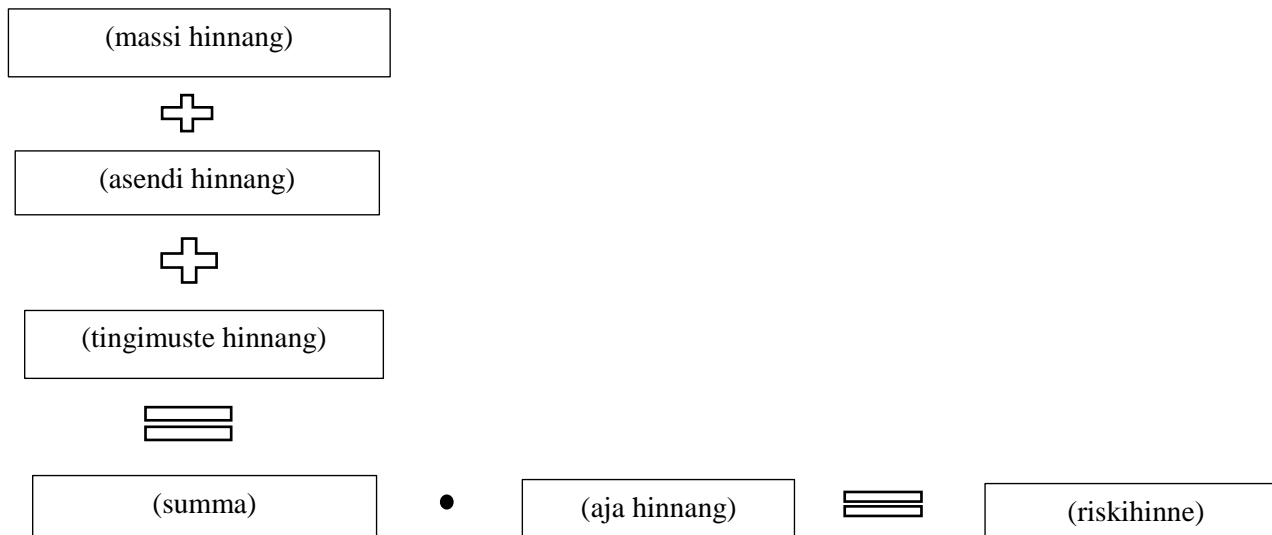 (massi hinnang)
(asendi hinnang)
(tingimuste hinnang)
(summa) • (aja hinnang) (riskihinne)